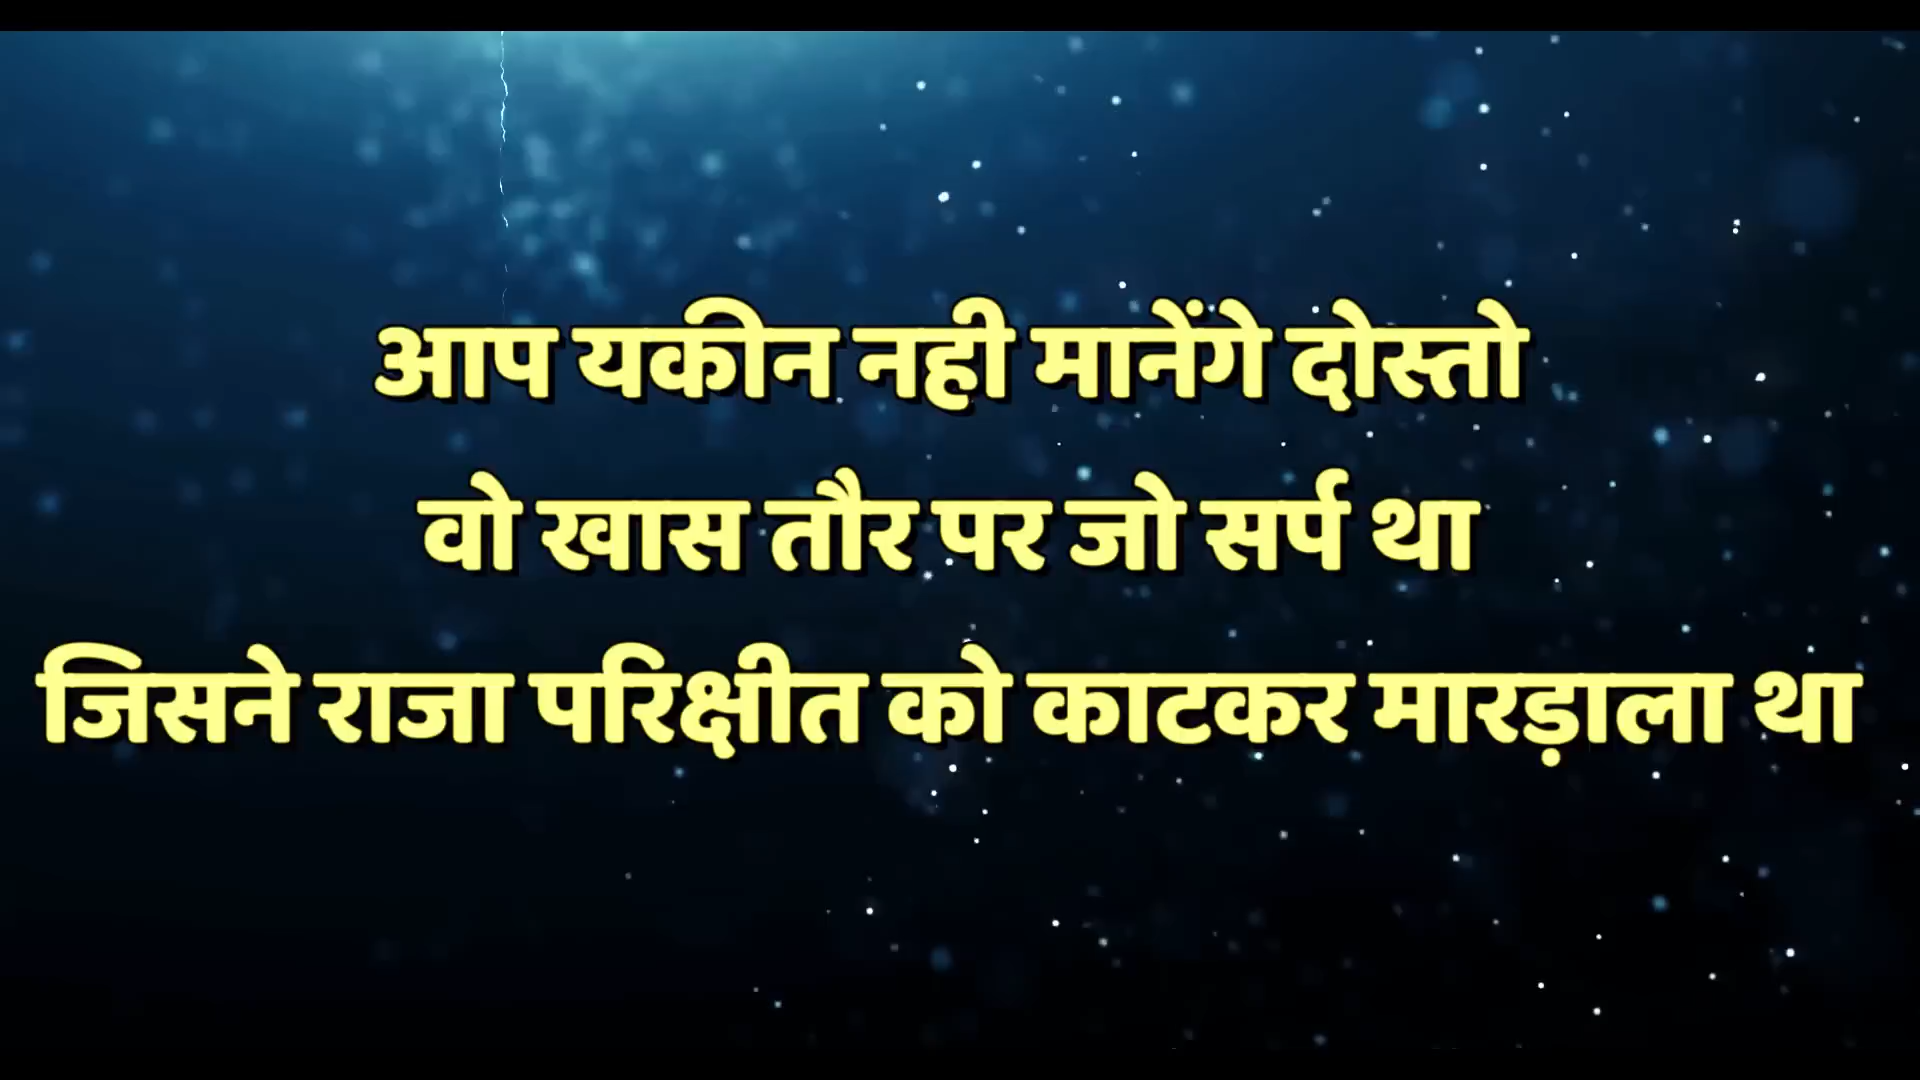 आप यकीन नही मानेंगे दोस्तो
वो खास तौर पर जो सर्प था
जिसने राजा परिक्षीत को काटकर मारड़ाला था